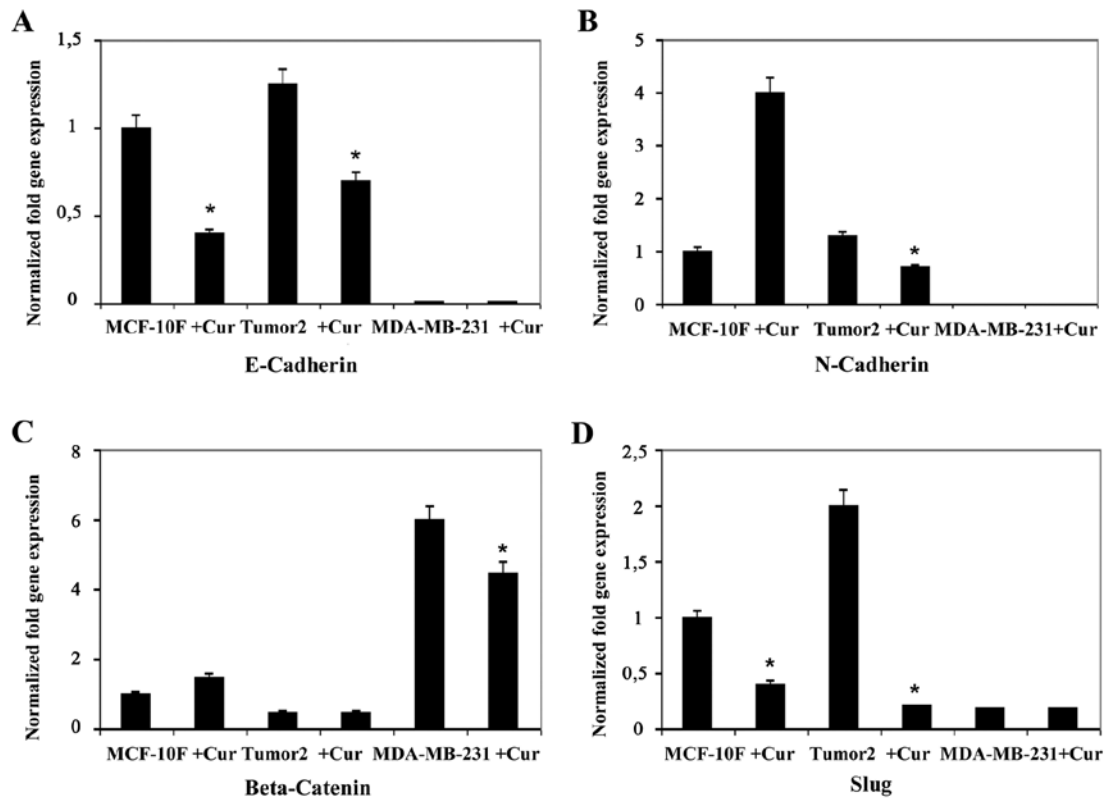 A
Normalized fold gene expression
1,5
1
0,5
0
*
*
MCF-10F +Cur Tumor2 +Cur MDA-MB-231 +Cur
E-Cadherin
B
Normalized fold gene expression
5
4
3
2
1
0
*
MCF-10F +Cur Tumor2 +Cur MDA-MB-231+Cur
N-Cadherin
C
Normalized fold gene expression
8
6
4
2
0
*
MCF-10F +Cur Tumor2 +Cur MDA-MB-231 +Cur
Beta-Catenin
D
Normalized fold gene expression
2,5
2
1,5
1
0,5
0
*
*
MCF-10F +Cur Tumor2 +Cur MDA-MB-231+Cur
Slug